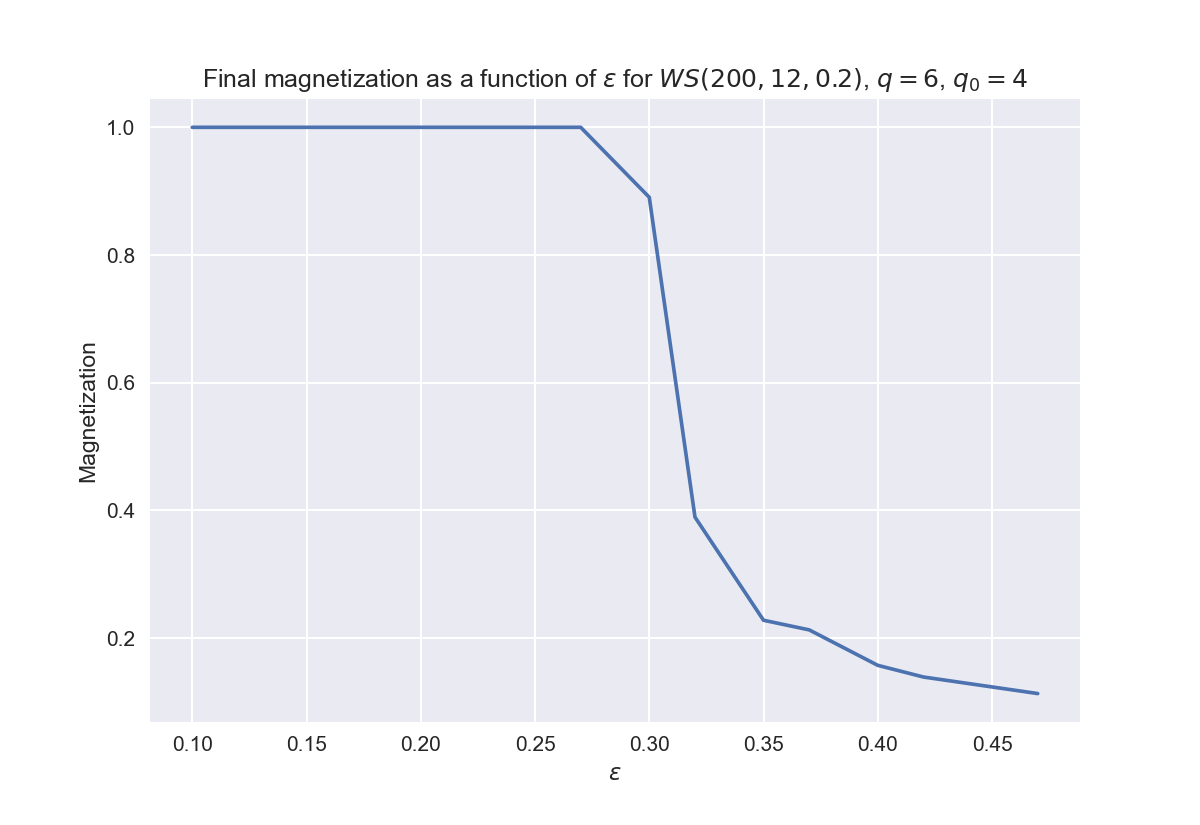 Final magnetization as a function of ε for WS(200, 12, 0.2), q = 6, q₀ = 4
1.0
0.8
0.6
0.4
0.2
Magnetization
0.10 0.15 0.20 0.25 0.30 0.35 0.40 0.45
ε